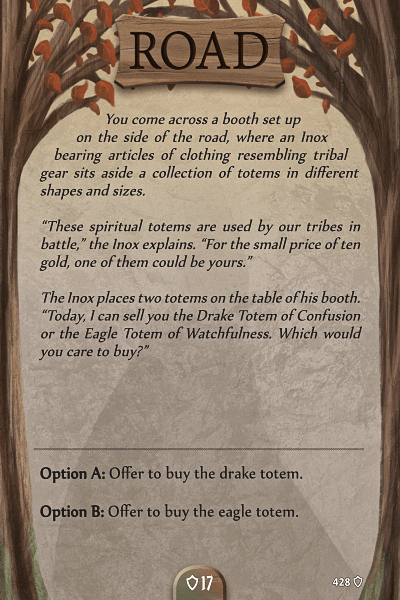 ROAD
You come across a booth set up
on the side of the road, where an Inox
bearing articles of clothing resembling tribal
gear sits aside a collection of totems in different
shapes and sizes.
“These spiritual totems are used by our tribes in
battle,” the Inox explains. “For the small price of ten
gold, one of them could be yours.”
The Inox places two totems on the table of his booth.
“Today, I can sell you the Drake Totem of Confusion
or the Eagle Totem of Watchfulness. Which would
you care to buy?”
Option A: Offer to buy the drake totem.
Option B: Offer to buy the eagle totem.
17
428